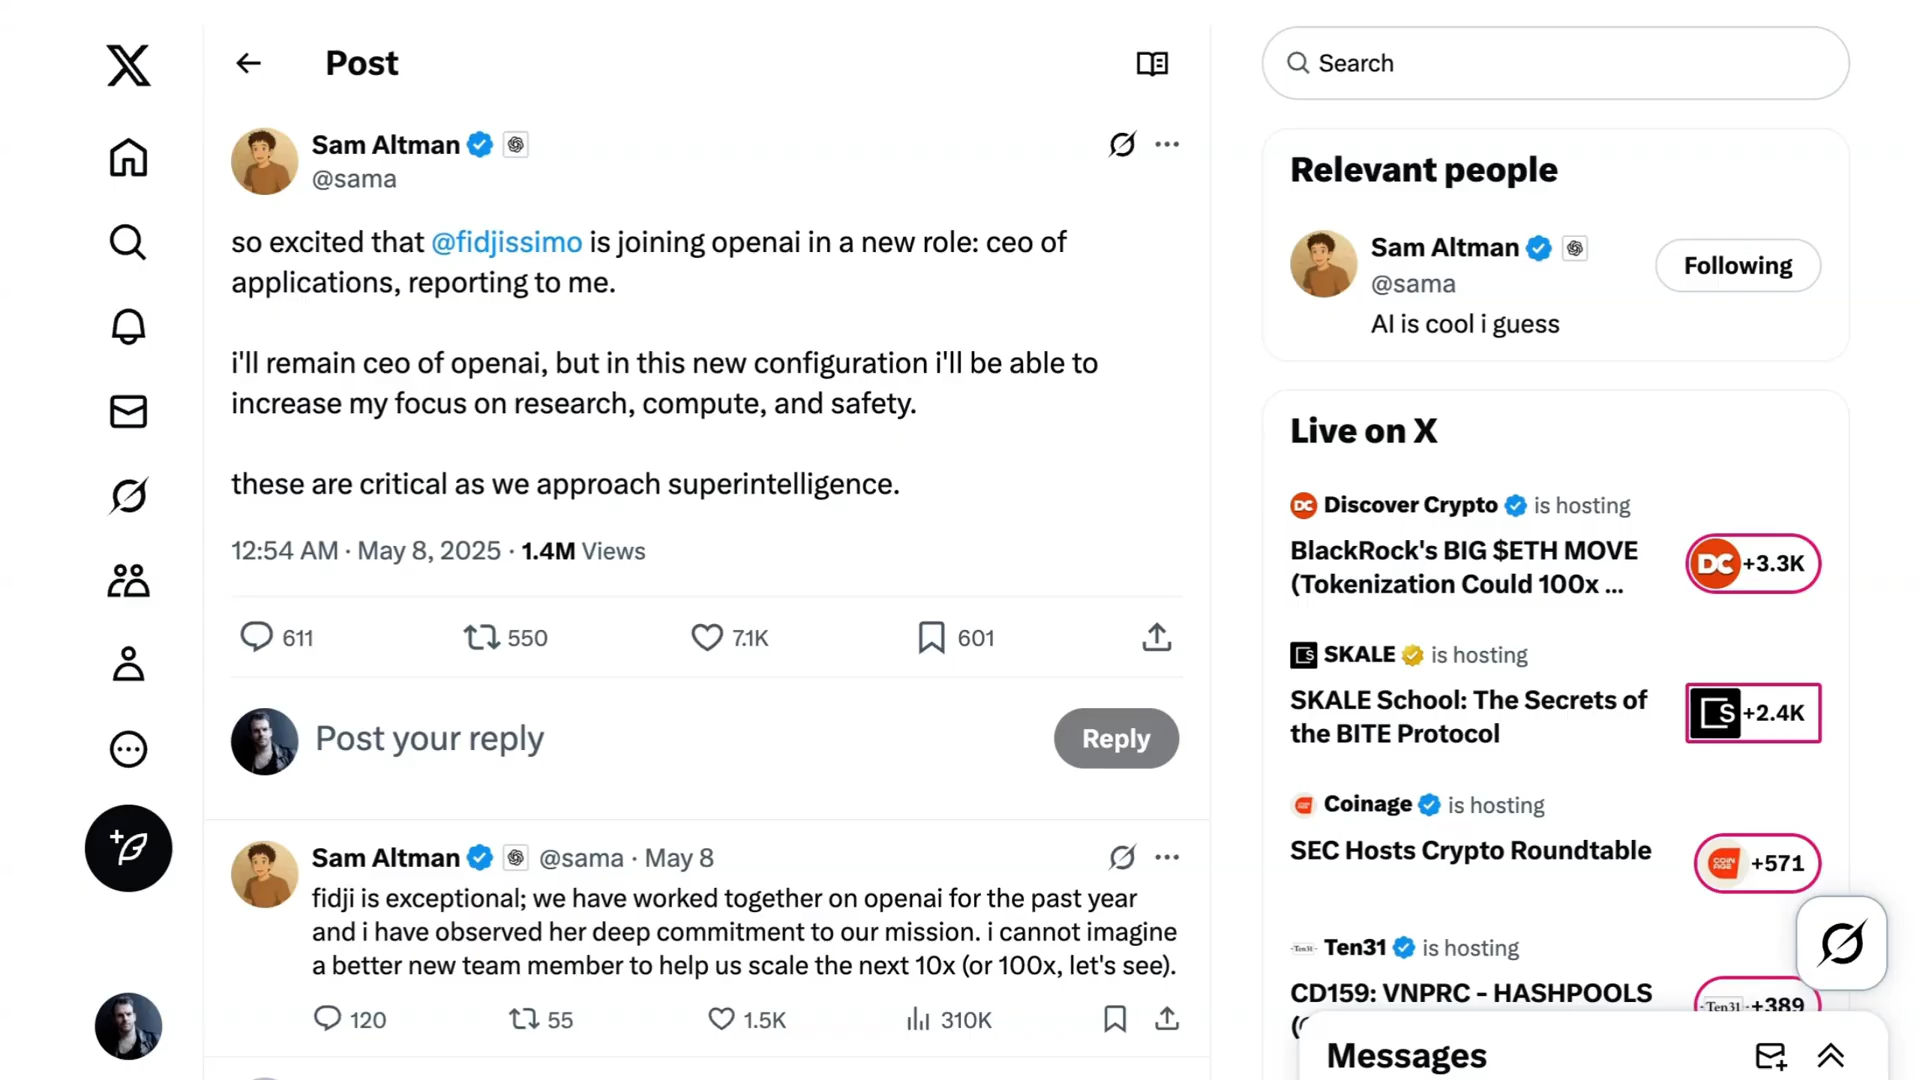 Post
Sam Altman
@sama
so excited that @fidjissimo is joining openai in a new role: ceo of
applications, reporting to me.
i'll remain ceo of openai, but in this new configuration i'll be able to
increase my focus on research, compute, and safety.
these are critical as we approach superintelligence.
12:54 AM · May 8, 2025 · 1.4M Views
611 550 7.1K 601
Post your reply
Reply
Sam Altman @sama · May 8
fidji is exceptional; we have worked together on openai for the past year
and i have observed her deep commitment to our mission. i cannot imagine
a better new team member to help us scale the next 10x (or 100x, let's see).
120 55 1.5K 310K
Search
Relevant people
Sam Altman
@sama
Following
AI is cool i guess
Live on X
DC Discover Crypto is hosting
BlackRock's BIG $ETH MOVE
(Tokenization Could 100x ...
DC +3.3K
SKALE is hosting
SKALE School: The Secrets of
the BITE Protocol
S +2.4K
Coinage is hosting
SEC Hosts Crypto Roundtable
COIN AGE +571
Ten31 Ten31 is hosting
CD159: VNPRC - HASHPOOLS
Ten31 +389
Messages